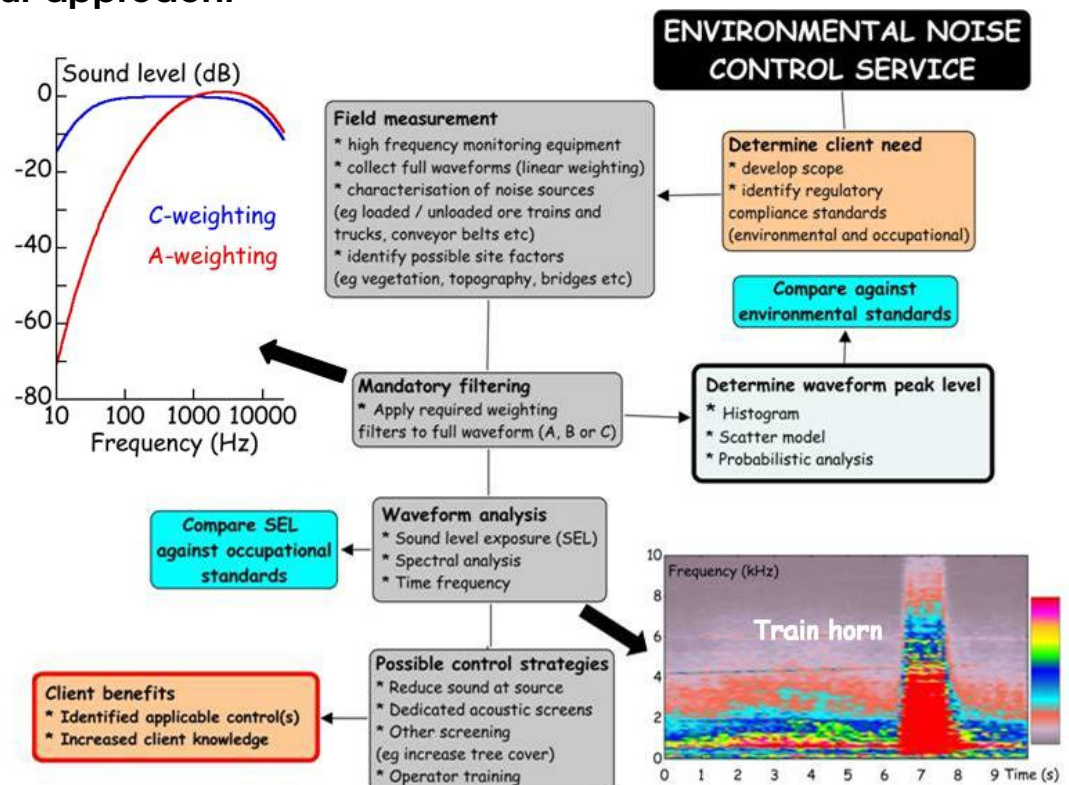 ENVIRONMENTAL NOISE
CONTROL SERVICE
Determine client need
* develop scope
* identify regulatory
compliance standards
(environmental and occupational)
Field measurement
* high frequency monitoring equipment
* collect full waveforms (linear weighting)
* characterisation of noise sources
(eg loaded / unloaded ore trains and
trucks, conveyor belts etc)
* identify possible site factors
(eg vegetation, topography, bridges etc)
Sound level (dB)
0
-20
-40
-60
-80
C-weighting
A-weighting
10 100 1000 10000
Frequency (Hz)
Mandatory filtering
* Apply required weighting
filters to full waveform (A, B or C)
Compare against
environmental standards
Determine waveform peak level
* Histogram
* Scatter model
* Probabilistic analysis
Waveform analysis
* Sound level exposure (SEL)
* Spectral analysis
* Time frequency
Compare SEL
against occupational
standards
Possible control strategies
* Reduce sound at source
* Dedicated acoustic screens
* Other screening
(eg increase tree cover)
* Operator training
Client benefits
* Identified applicable control(s)
* Increased client knowledge
10
Frequency (kHz)
8
6
Train horn
4
2
0
0 1 2 3 4 5 6 7 8 9 Time (s)